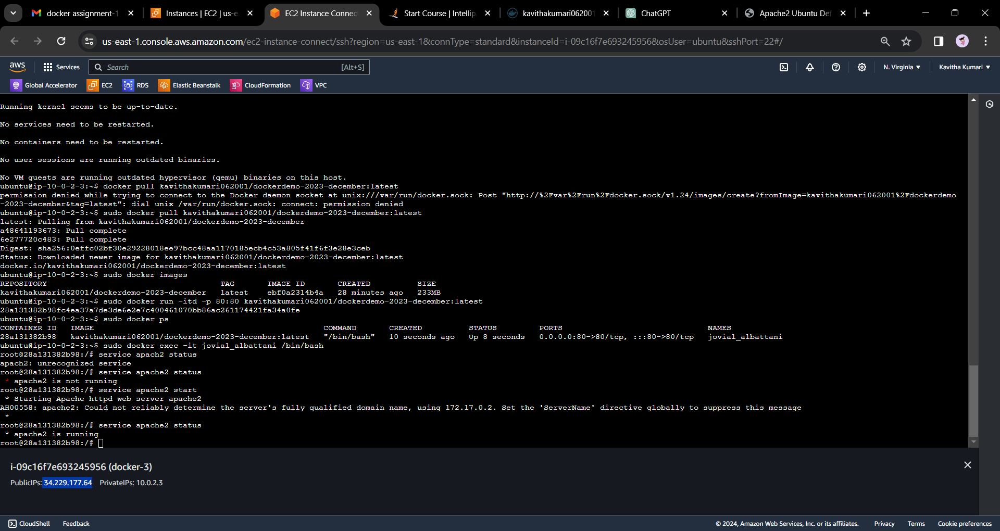 docker assignment-1
Instances | EC2 | us-e
EC2 Instance Connec
Start Course | Intellip
kavithakumari062001
ChatGPT
Apache2 Ubuntu Def
us-east-1.console.aws.amazon.com/ec2-instance-connect/ssh?region=us-east-1&connType=standard&instanceId=i-09c16f7e693245956&osUser=ubuntu&sshPort=22#/
aws
Services
Search
[Alt+S]
N. Virginia
Kavitha Kumari
Global Accelerator
EC2
RDS
Elastic Beanstalk
CloudFormation
VPC
Running kernel seems to be up-to-date.
No services need to be restarted.
No containers need to be restarted.
No user sessions are running outdated binaries.
No VM guests are running outdated hypervisor (qemu) binaries on this host.
ubuntu@ip-10-0-2-3:~$ docker pull kavithakumari062001/dockerdemo-2023-december:latest
permission denied while trying to connect to the Docker daemon socket at unix:///var/run/docker.sock: Post "http://%2Fvar%2Frun%2Fdocker.sock/v1.24/images/create?fromImage=kavithakumari062001%2Fdockerdemo
-2023-december&tag=latest": dial unix /var/run/docker.sock: connect: permission denied
ubuntu@ip-10-0-2-3:~$ sudo docker pull kavithakumari062001/dockerdemo-2023-december:latest
latest: Pulling from kavithakumari062001/dockerdemo-2023-december
a48641193673: Pull complete
6e277720c483: Pull complete
Digest: sha256:0effc02bf30e29228018ee97bcc48aa1170185ecb4c53a805f41f6f3e28e3ceb
Status: Downloaded newer image for kavithakumari062001/dockerdemo-2023-december:latest
docker.io/kavithakumari062001/dockerdemo-2023-december:latest
ubuntu@ip-10-0-2-3:~$ sudo docker images
REPOSITORY TAG IMAGE ID CREATED SIZE
kavithakumari062001/dockerdemo-2023-december latest ebf0a2314b4a 28 minutes ago 233MB
ubuntu@ip-10-0-2-3:~$ sudo docker run -itd -p 80:80 kavithakumari062001/dockerdemo-2023-december:latest
28a131382b98fc4ea37a7de3de6e2e7c400461070bb86ac261174421fa34a0fe
ubuntu@ip-10-0-2-3:~$ sudo docker ps
CONTAINER ID IMAGE COMMAND CREATED STATUS PORTS NAMES
28a131382b98 kavithakumari062001/dockerdemo-2023-december:latest "/bin/bash" 10 seconds ago Up 8 seconds 0.0.0.0:80->80/tcp, :::80->80/tcp jovial_albattani
ubuntu@ip-10-0-2-3:~$ sudo docker exec -it jovial_albattani /bin/bash
root@28a131382b98:/# service apach2 status
apach2: unrecognized service
root@28a131382b98:/# service apache2 status
* apache2 is not running
root@28a131382b98:/# service apache2 start
* Starting Apache httpd web server apache2
AH00558: apache2: Could not reliably determine the server's fully qualified domain name, using 172.17.0.2. Set the 'ServerName' directive globally to suppress this message
*
root@28a131382b98:/# service apache2 status
* apache2 is running
root@28a131382b98:/#
i-09c16f7e693245956 (docker-3)
PublicIPs: 34.229.177.64 PrivateIPs: 10.0.2.3
CloudShell
Feedback
© 2024, Amazon Web Services, Inc. or its affiliates.
Privacy
Terms
Cookie preferences